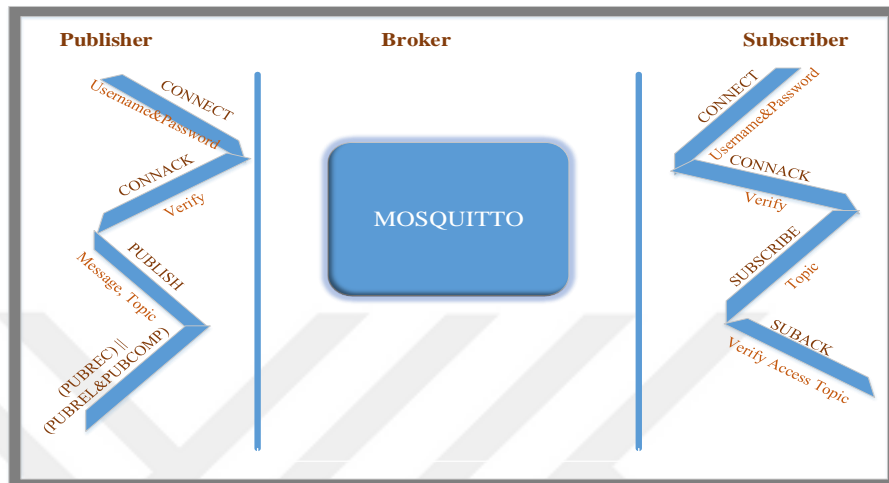 Publisher
Broker
Subscriber
CONNECT
Username&Password
CONNACK
Verify
PUBLISH
Message, Topic
(PUBREC) ||
(PUBREL&PUBCOMP)
MOSQUITTO
CONNECT
Username&Password
CONNACK
Verify
SUBSCRIBE
Topic
SUBACK
Verify Access Topic